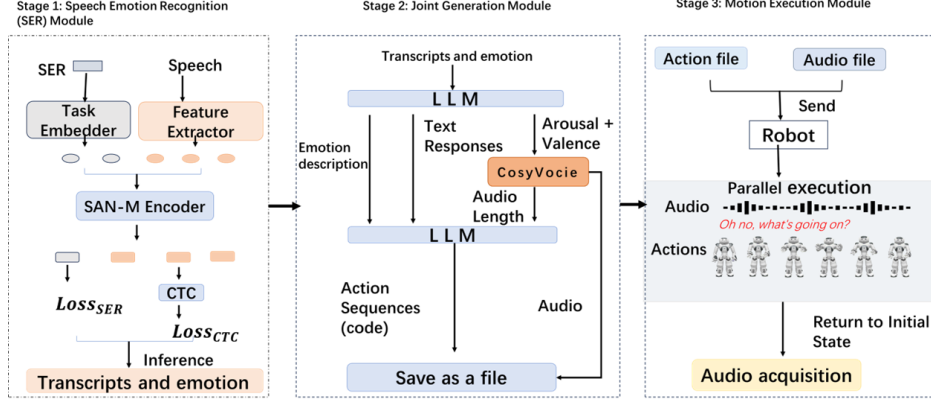 Stage 1: Speech Emotion Recognition
(SER) Module
SER
Speech
Task
Embedder
Feature
Extractor
SAN-M Encoder
CTC
Loss_SER
Loss_CTC
Inference
Transcripts and emotion
Stage 2: Joint Generation Module
Transcripts and emotion
LLM
Emotion
description
Text
Responses
Arousal +
Valence
CosyVocie
Audio
Length
LLM
Action
Sequences
(code)
Audio
Save as a file
Stage 3: Motion Execution Module
Action file
Audio file
Send
Robot
Parallel execution
Audio
Oh no, what's going on?
Actions
Return to Initial
State
Audio acquisition